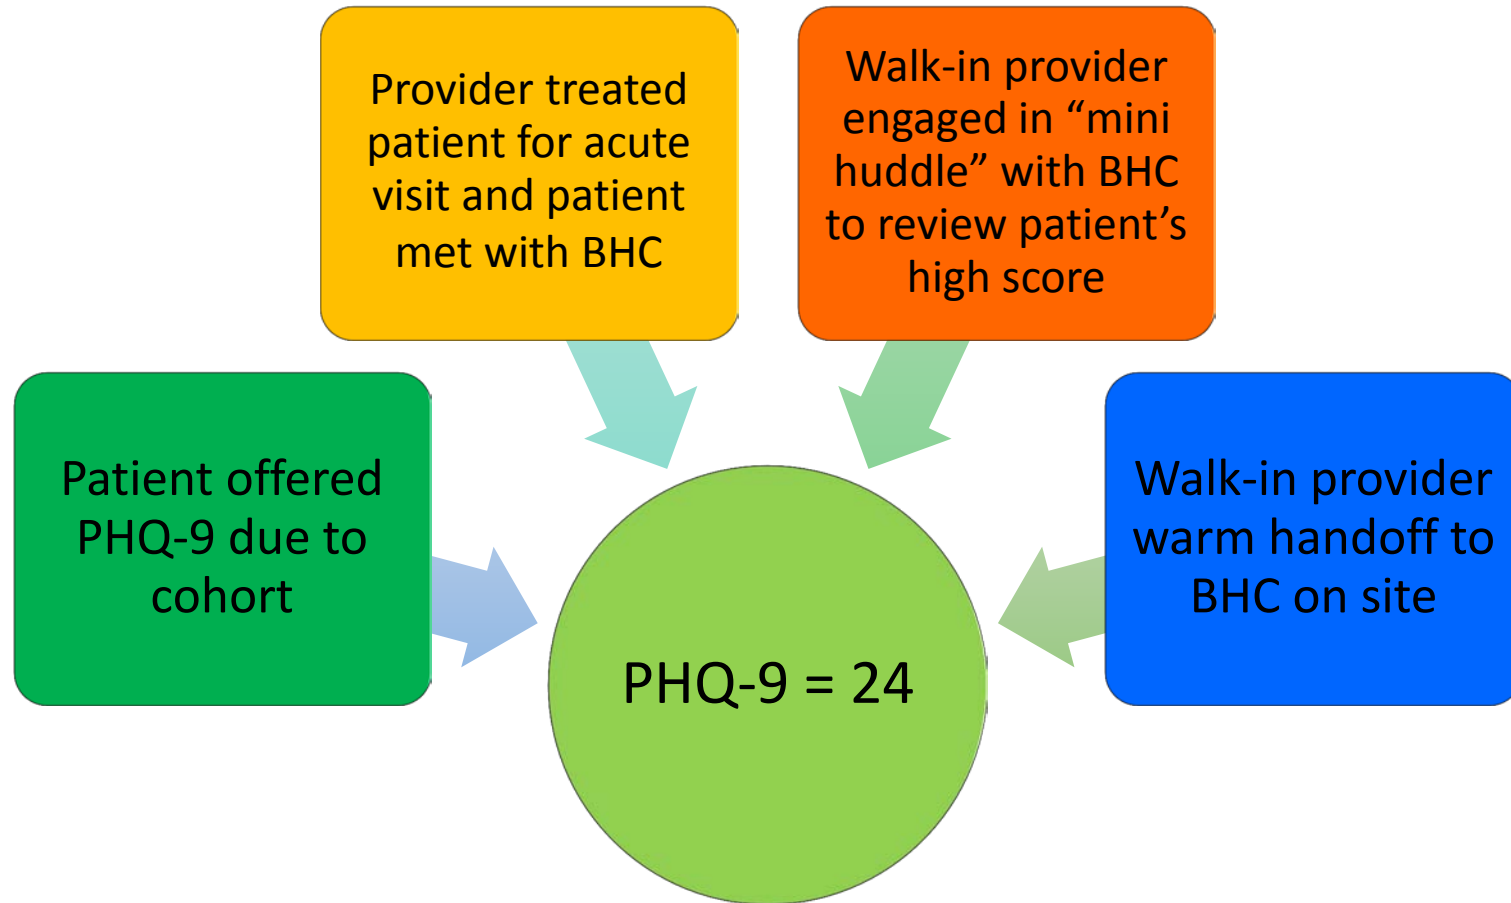 Patient offered
PHQ-9 due to
cohort
Provider treated
patient for acute
visit and patient
met with BHC
Walk-in provider
engaged in “mini
huddle” with BHC
to review patient’s
high score
Walk-in provider
warm handoff to
BHC on site
PHQ-9 = 24